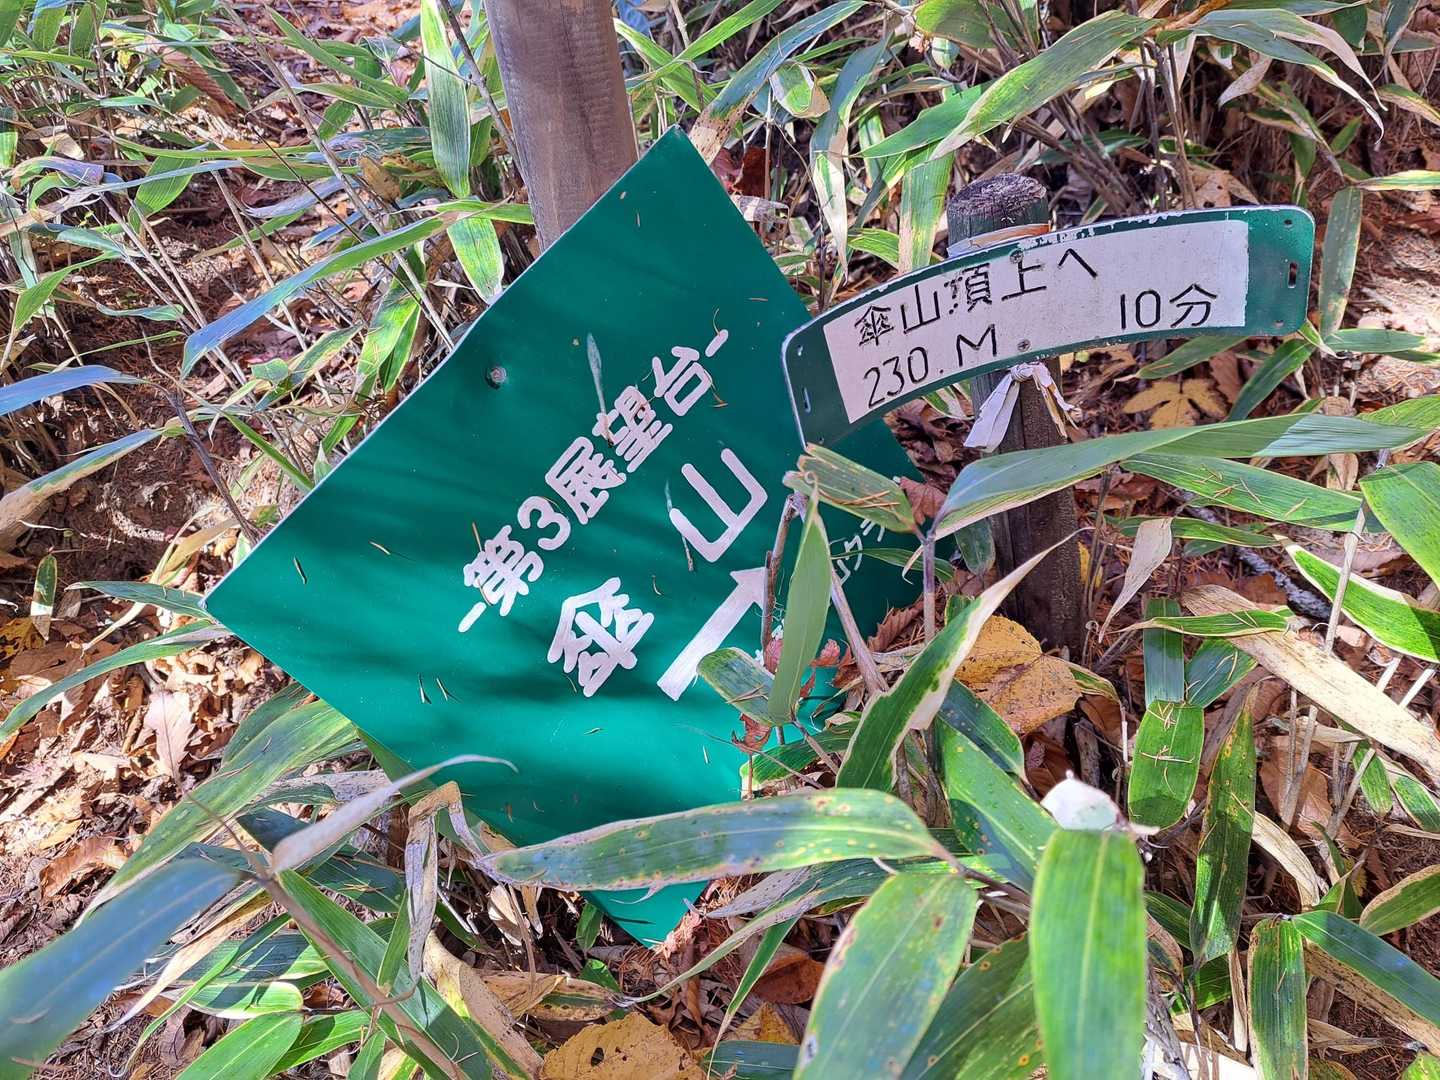 -第3展望台-
傘山
傘山頂上へ
230.M 10分